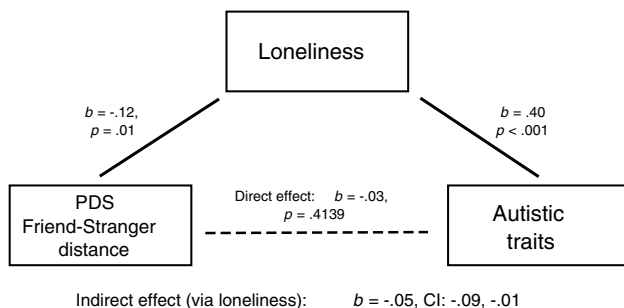 Loneliness
b = -.12,
p = .01
b = .40
p < .001
PDS
Friend-Stranger
distance
Direct effect: b = -.03,
p = .4139
Autistic
traits
Indirect effect (via loneliness): b = -.05, CI: -.09, -.01